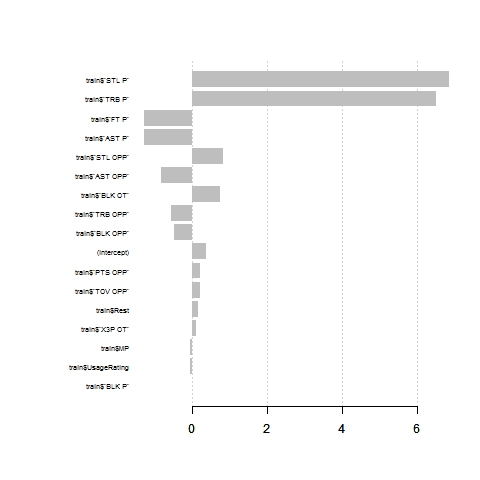 train$`STL P`
train$`TRB P`
train$`FT P`
train$`AST P`
train$`STL OPP`
train$`AST OPP`
train$`BLK OT`
train$`TRB OPP`
train$`BLK OPP`
(Intercept)
train$`PTS OPP`
train$`TOV OPP`
train$Rest
train$`X3P OT`
train$MP
train$UsageRating
train$`BLK P`
0 2 4 6